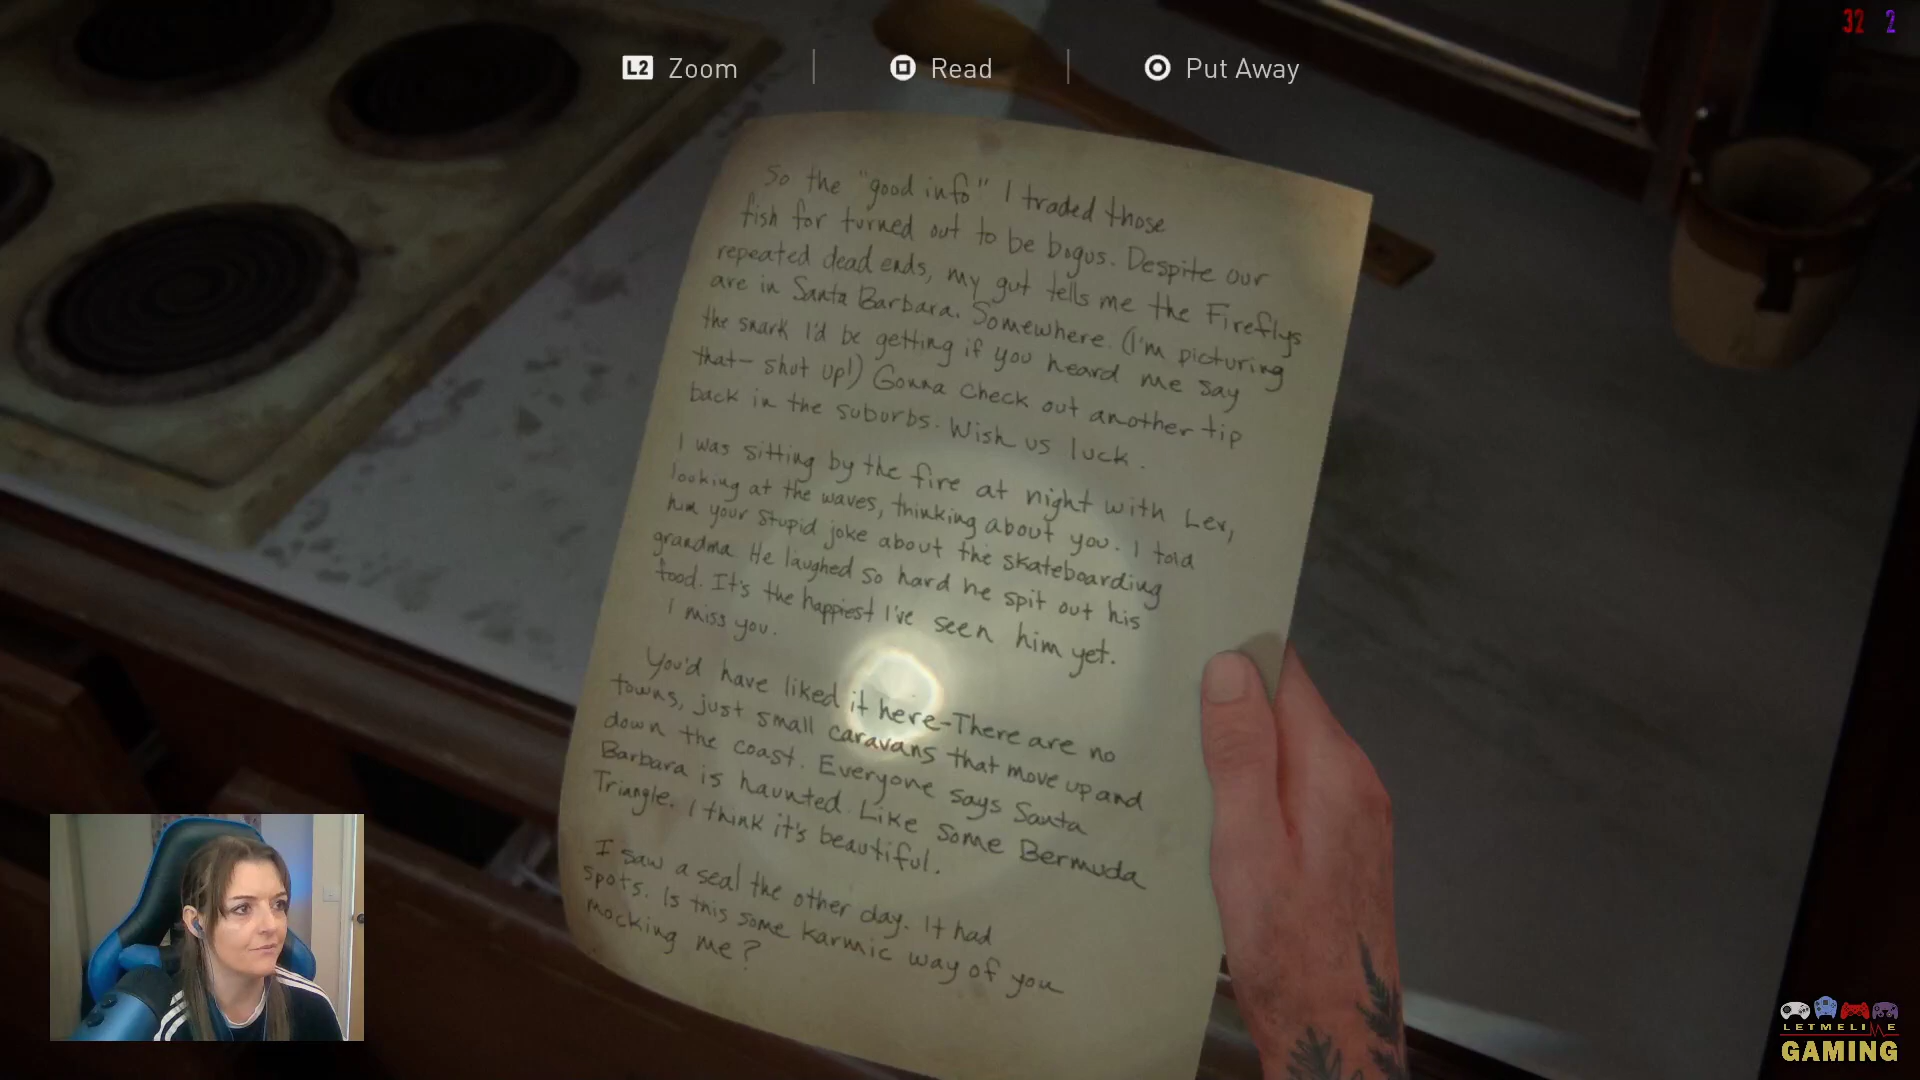 32 2
L2 Zoom | Read | Put Away
So the "good info" I traded those
fish for turned out to be bogus. Despite our
repeated dead ends, my gut tells me the Fireflys
are in Santa Barbara. Somewhere. (I'm picturing
the snark I'd be getting if you heard me say
that- shut up!) Gonna check out another tip
back in the suburbs. Wish us luck.
I was sitting by the fire at night with Lev,
looking at the waves, thinking about you. I told
him your stupid joke about the skateboarding
grandma. He laughed so hard he spit out his
food. It's the happiest I've seen him yet.
I miss you.
You'd have liked it here-There are no
towns, just small caravans that move up and
down the coast. Everyone says Santa
Barbara is haunted. Like some Bermuda
Triangle. I think it's beautiful.
I saw a seal the other day. It had
spots. Is this some karmic way of you
mocking me?
LETMELIVE
GAMING